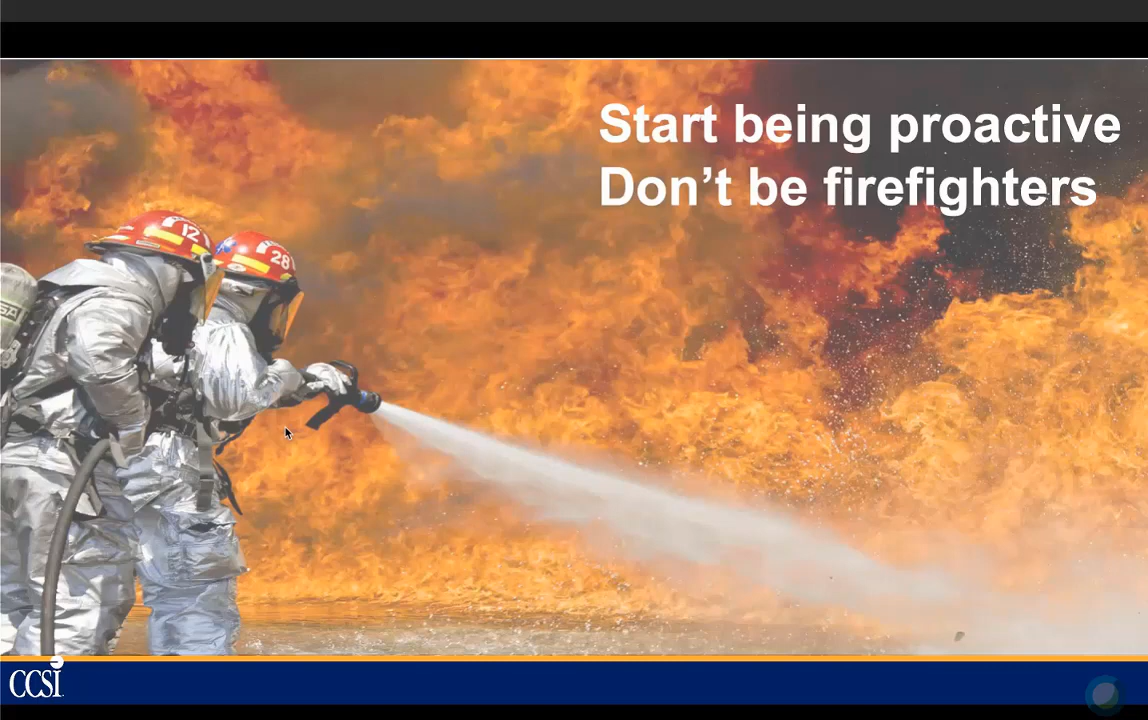 Start being proactive
Don't be firefighters
12
28
CCSi